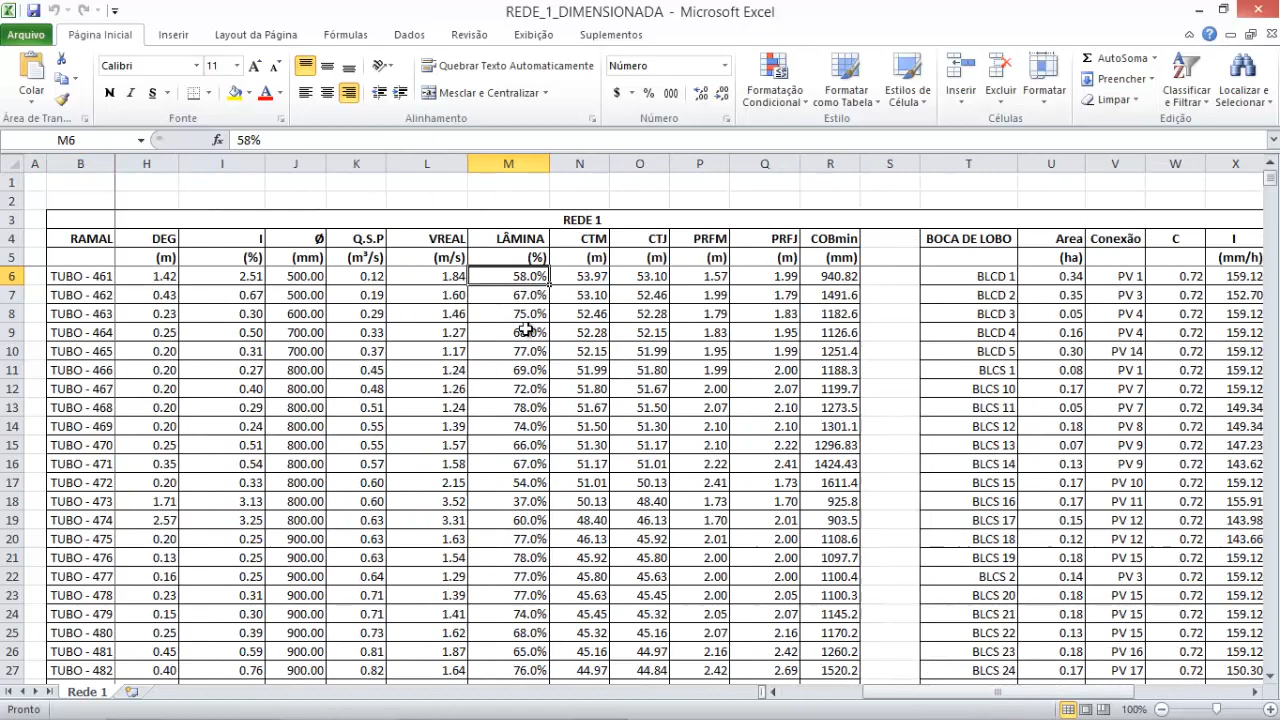 REDE_1_DIMENSIONADA - Microsoft Excel
Arquivo Página Inicial Inserir Layout da Página Fórmulas Dados Revisão Exibição Suplementos
Colar Calibri 11 Quebrar Texto Automaticamente Número AutoSoma
N I S Mesclar e Centralizar $ % 000 Formatação Condicional Formatar como Tabela Estilos de Célula Inserir Excluir Formatar Preencher Limpar Classificar e Filtrar Localizar e Selecionar
Área de Tran... Fonte Alinhamento Número Estilo Células Edição
M6 fx 58%
A B H I J K L M N O P Q R S T U V W X
1
2
3 REDE 1
4 RAMAL DEG I Ø Q.S.P VREAL LÂMINA CTM CTJ PRFM PRFJ COBmin BOCA DE LOBO Area Conexão C I
5 (m) (%) (mm) (m³/s) (m/s) (%) (m) (m) (m) (m) (mm) (ha) (mm/h)
6 TUBO - 461 1.42 2.51 500.00 0.12 1.84 58.0% 53.97 53.10 1.57 1.99 940.82 BLCD 1 0.34 PV 1 0.72 159.12
7 TUBO - 462 0.43 0.67 500.00 0.19 1.60 67.0% 53.10 52.46 1.99 1.79 1491.6 BLCD 2 0.35 PV 3 0.72 152.70
8 TUBO - 463 0.23 0.30 600.00 0.29 1.46 75.0% 52.46 52.28 1.79 1.83 1182.6 BLCD 3 0.05 PV 4 0.72 159.12
9 TUBO - 464 0.25 0.50 700.00 0.33 1.27 52.28 52.15 1.83 1.95 1126.6 BLCD 4 0.16 PV 4 0.72 159.12
10 TUBO - 465 0.20 0.31 700.00 0.37 1.17 77.0% 52.15 51.99 1.95 1.99 1251.4 BLCD 5 0.30 PV 14 0.72 159.12
11 TUBO - 466 0.20 0.27 800.00 0.45 1.24 69.0% 51.99 51.80 1.99 2.00 1188.3 BLCS 1 0.08 PV 1 0.72 159.12
12 TUBO - 467 0.20 0.40 800.00 0.48 1.26 72.0% 51.80 51.67 2.00 2.07 1199.7 BLCS 10 0.17 PV 7 0.72 159.12
13 TUBO - 468 0.20 0.29 800.00 0.51 1.24 78.0% 51.67 51.50 2.07 2.10 1273.5 BLCS 11 0.05 PV 7 0.72 149.34
14 TUBO - 469 0.20 0.24 800.00 0.55 1.39 74.0% 51.50 51.30 2.10 2.10 1301.1 BLCS 12 0.18 PV 8 0.72 149.34
15 TUBO - 470 0.25 0.51 800.00 0.55 1.57 66.0% 51.30 51.17 2.10 2.22 1296.83 BLCS 13 0.07 PV 9 0.72 147.23
16 TUBO - 471 0.35 0.54 800.00 0.57 1.58 67.0% 51.17 51.01 2.22 2.41 1424.43 BLCS 14 0.13 PV 9 0.72 143.62
17 TUBO - 472 0.20 0.33 800.00 0.60 2.15 54.0% 51.01 50.13 2.41 1.73 1611.4 BLCS 15 0.17 PV 10 0.72 159.12
18 TUBO - 473 1.71 3.13 800.00 0.60 3.52 37.0% 50.13 48.40 1.73 1.70 925.8 BLCS 16 0.17 PV 11 0.72 155.91
19 TUBO - 474 2.57 3.25 800.00 0.63 3.31 60.0% 48.40 46.13 1.70 2.01 903.5 BLCS 17 0.15 PV 12 0.72 143.98
20 TUBO - 475 0.20 0.25 900.00 0.63 1.63 77.0% 46.13 45.92 2.01 2.00 1108.6 BLCS 18 0.12 PV 12 0.72 143.66
21 TUBO - 476 0.13 0.25 900.00 0.63 1.54 78.0% 45.92 45.80 2.00 2.00 1097.7 BLCS 19 0.18 PV 15 0.72 159.12
22 TUBO - 477 0.16 0.25 900.00 0.64 1.29 77.0% 45.80 45.63 2.00 2.00 1100.4 BLCS 2 0.14 PV 3 0.72 159.12
23 TUBO - 478 0.23 0.31 900.00 0.71 1.39 77.0% 45.63 45.45 2.00 2.05 1100.3 BLCS 20 0.18 PV 15 0.72 159.12
24 TUBO - 479 0.15 0.30 900.00 0.71 1.41 74.0% 45.45 45.32 2.05 2.07 1145.2 BLCS 21 0.18 PV 15 0.72 159.12
25 TUBO - 480 0.25 0.39 900.00 0.73 1.62 68.0% 45.32 45.16 2.07 2.16 1170.2 BLCS 22 0.13 PV 15 0.72 159.12
26 TUBO - 481 0.45 0.59 900.00 0.81 1.87 65.0% 45.16 44.97 2.16 2.42 1260.2 BLCS 23 0.18 PV 16 0.72 159.12
27 TUBO - 482 0.40 0.76 900.00 0.82 1.64 76.0% 44.97 44.84 2.42 2.69 1520.2 BLCS 24 0.17 PV 17 0.72 150.30
Rede 1
Pronto 100%